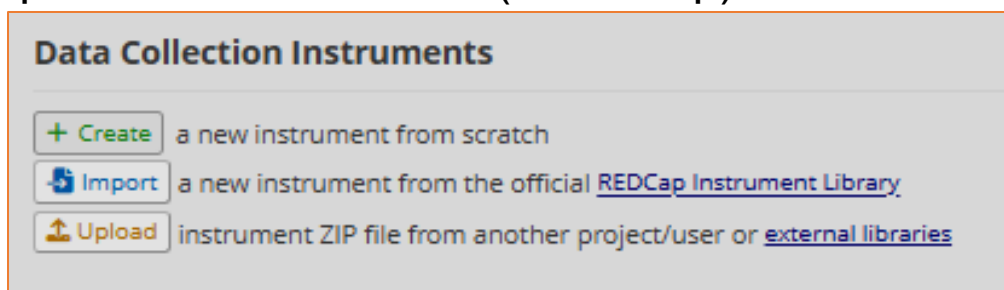 Data Collection Instruments
+ Create a new instrument from scratch
Import a new instrument from the official REDCap Instrument Library
Upload instrument ZIP file from another project/user or external libraries